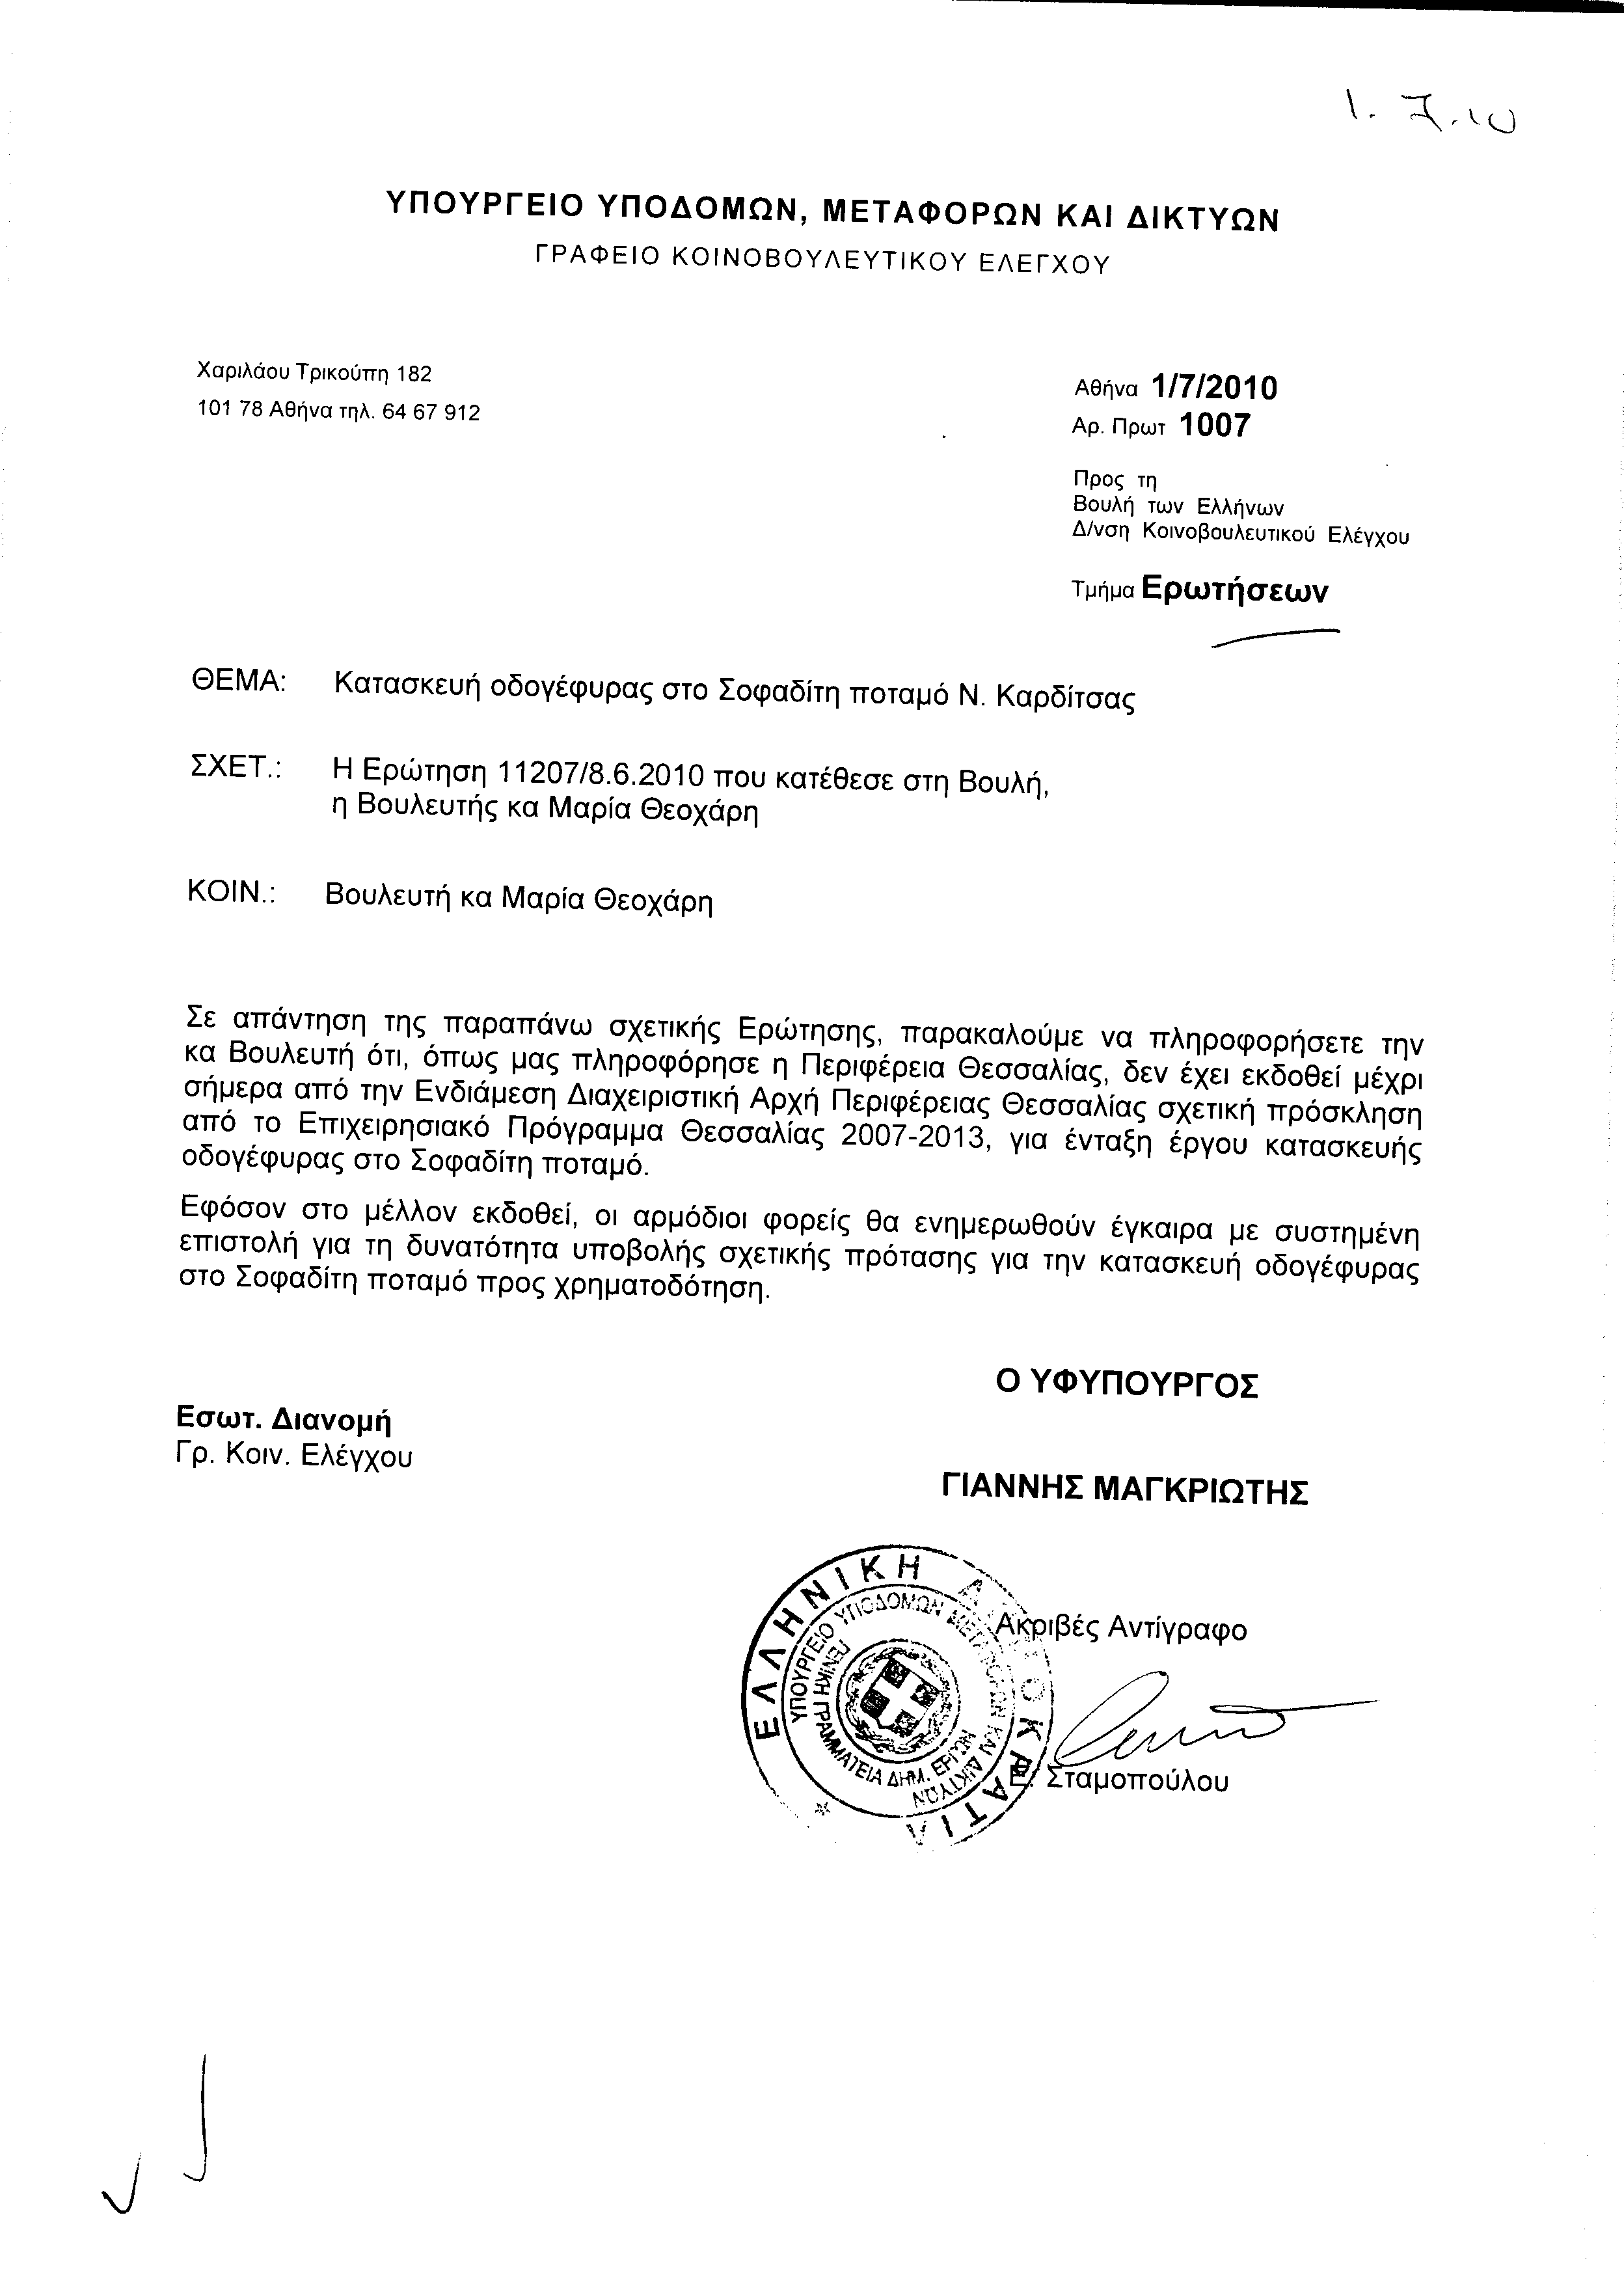 1.7.10
ΥΠΟΥΡΓΕΙΟ ΥΠΟΔΟΜΩΝ, ΜΕΤΑΦΟΡΩΝ ΚΑΙ ΔΙΚΤΥΩΝ
ΓΡΑΦΕΙΟ ΚΟΙΝΟΒΟΥΛΕΥΤΙΚΟΥ ΕΛΕΓΧΟΥ
Χαριλάου Τρικούπη 182
101 78 Αθήνα τηλ. 64 67 912
Αθήνα 1/7/2010
Αρ. Πρωτ 1007
Προς τη
Βουλή των Ελλήνων
Δ/νση Κοινοβουλευτικού Ελέγχου
Τμήμα Ερωτήσεων
ΘΕΜΑ: Κατασκευή οδογέφυρας στο Σοφαδίτη ποταμό Ν. Καρδίτσας
ΣΧΕΤ.: Η Ερώτηση 11207/8.6.2010 που κατέθεσε στη Βουλή,
η Βουλευτής κα Μαρία Θεοχάρη
ΚΟΙΝ.: Βουλευτή κα Μαρία Θεοχάρη
Σε απάντηση της παραπάνω σχετικής Ερώτησης, παρακαλούμε να πληροφορήσετε την
κα Βουλευτή ότι, όπως μας πληροφόρησε η Περιφέρεια Θεσσαλίας, δεν έχει εκδοθεί μέχρι
σήμερα από την Ενδιάμεση Διαχειριστική Αρχή Περιφέρειας Θεσσαλίας σχετική πρόσκληση
από το Επιχειρησιακό Πρόγραμμα Θεσσαλίας 2007-2013, για ένταξη έργου κατασκευής
οδογέφυρας στο Σοφαδίτη ποταμό.
Εφόσον στο μέλλον εκδοθεί, οι αρμόδιοι φορείς θα ενημερωθούν έγκαιρα με συστημένη
επιστολή για τη δυνατότητα υποβολής σχετικής πρότασης για την κατασκευή οδογέφυρας
στο Σοφαδίτη ποταμό προς χρηματοδότηση.
Ο ΥΦΥΠΟΥΡΓΟΣ
Εσωτ. Διανομή
Γρ. Κοιν. Ελέγχου
ΓΙΑΝΝΗΣ ΜΑΓΚΡΙΩΤΗΣ
ΕΛΛΗΝΙΚΗ ΔΗΜΟΚΡΑΤΙΑ
ΥΠΟΥΡΓΕΙΟ ΥΠΟΔΟΜΩΝ ΜΕΤΑΦΟΡΩΝ ΚΑΙ ΔΙΚΤΥΩΝ
ΓΕΝΙΚΗ ΓΡΑΜΜΑΤΕΙΑ ΔΗΜ. ΕΡΓΩΝ
Ακριβές Αντίγραφο
Ε. Σταμοπούλου